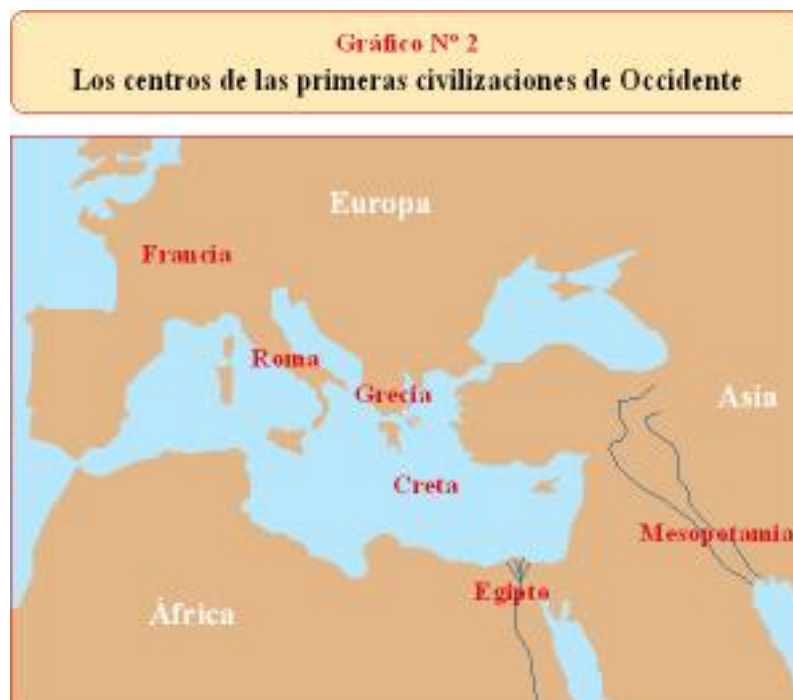 Gráfico Nº 2
Los centros de las primeras civilizaciones de Occidente
Europa
Francia
Roma
Grecia
Asia
Creta
Mesopotamia
Egipto
África